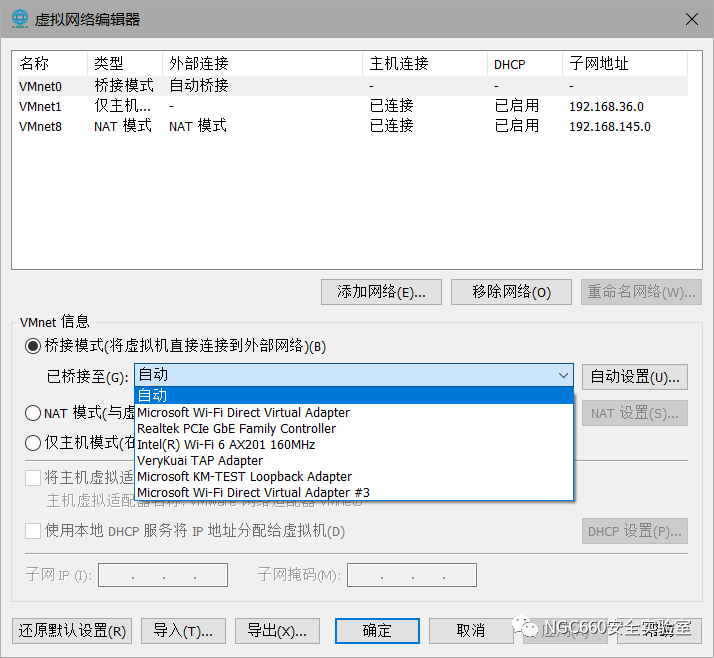 虚拟网络编辑器
名称 类型 外部连接 主机连接 DHCP 子网地址
VMnet0 桥接模式 自动桥接 - - -
VMnet1 仅主机... - 已连接 已启用 192.168.36.0
VMnet8 NAT 模式 NAT 模式 已连接 已启用 192.168.145.0
添加网络(E)... 移除网络(O) 重命名网络(W)...
VMnet 信息
桥接模式(将虚拟机直接连接到外部网络)(B)
已桥接至(G): 自动 自动设置(U)...
自动
Microsoft Wi-Fi Direct Virtual Adapter
NAT 模式(与虚 NAT 设置(S)...
Realtek PCIe GbE Family Controller
Intel(R) Wi-Fi 6 AX201 160MHz
仅主机模式(在
VeryKuai TAP Adapter
Microsoft KM-TEST Loopback Adapter
将主机虚拟适
Microsoft Wi-Fi Direct Virtual Adapter #3
主机虚拟适配器名称: VMware 网络适配器 VMnet0
使用本地 DHCP 服务将 IP 地址分配给虚拟机(D) DHCP 设置(P)...
子网 IP (I): . . . 子网掩码(M): . . .
还原默认设置(R) 导入(T)... 导出(X)... 确定 取消
NGC660安全实验室